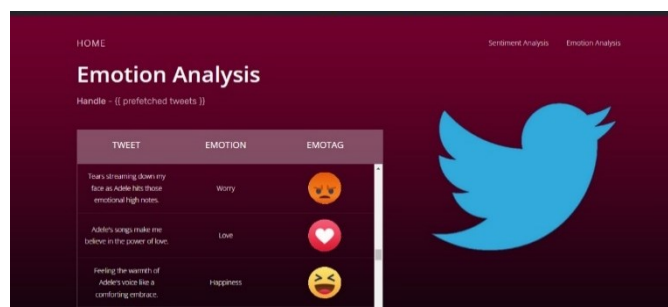 HOME
Sentiment Analysis Emotion Analysis
Emotion Analysis
Handle - {{ prefetched tweets }}
TWEET EMOTION EMOTAG
Tears streaming down my
face as Adele hits those
emotional high notes.
Worry
Adele's songs make me
believe in the power of love.
Love
Feeling the warmth of
Adele's voice like a
comforting embrace.
Happiness